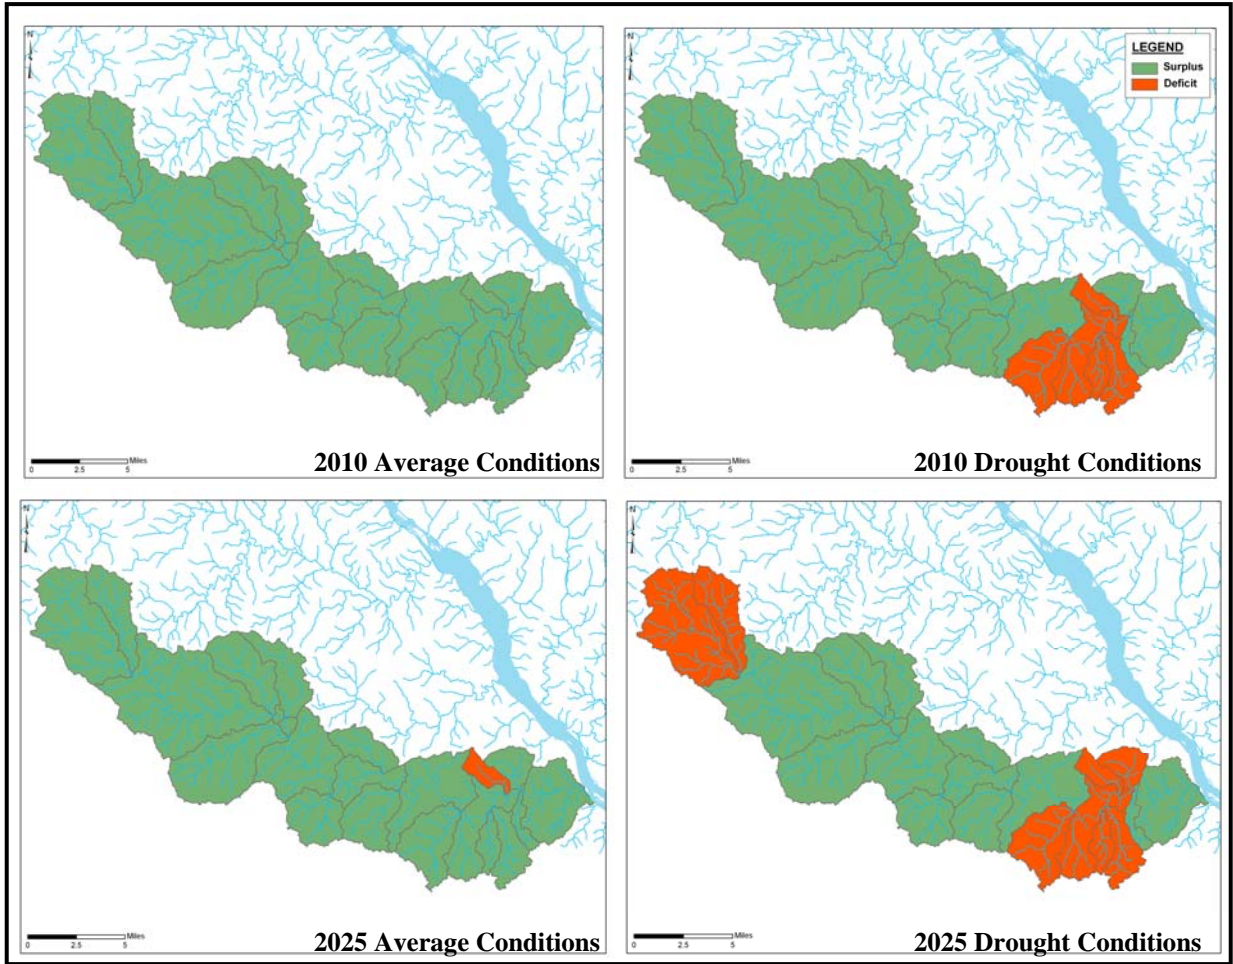 N
N
LEGEND
Surplus
Deficit
0 2.5 5 Miles
2010 Average Conditions
0 2.5 5 Miles
2010 Drought Conditions
N
N
0 2.5 5 Miles
2025 Average Conditions
0 2.5 5 Miles
2025 Drought Conditions